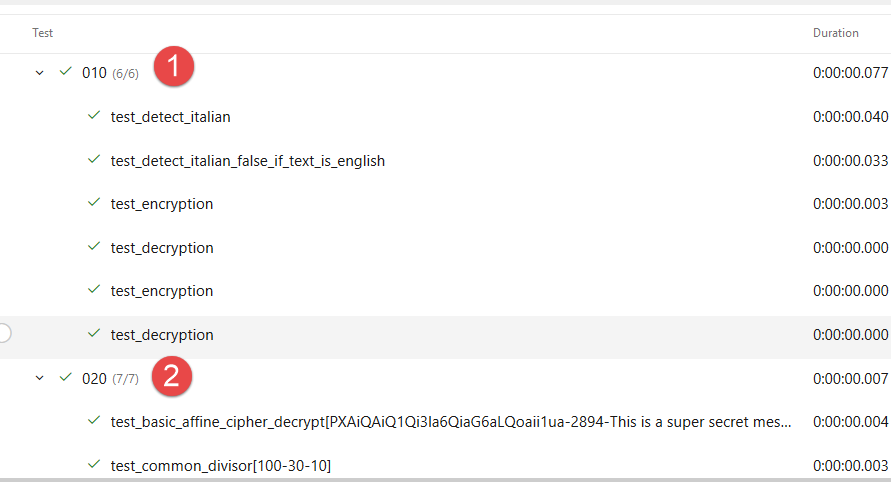 Test Duration
010 (6/6) 1 0:00:00.077
test_detect_italian 0:00:00.040
test_detect_italian_false_if_text_is_english 0:00:00.033
test_encryption 0:00:00.003
test_decryption 0:00:00.000
test_encryption 0:00:00.000
test_decryption 0:00:00.000
020 (7/7) 2 0:00:00.007
test_basic_affine_cipher_decrypt[PXAiQAiQ1Qi3Ia6QiaG6aLQoaii1ua-2894-This is a super secret mes... 0:00:00.004
test_common_divisor[100-30-10] 0:00:00.003